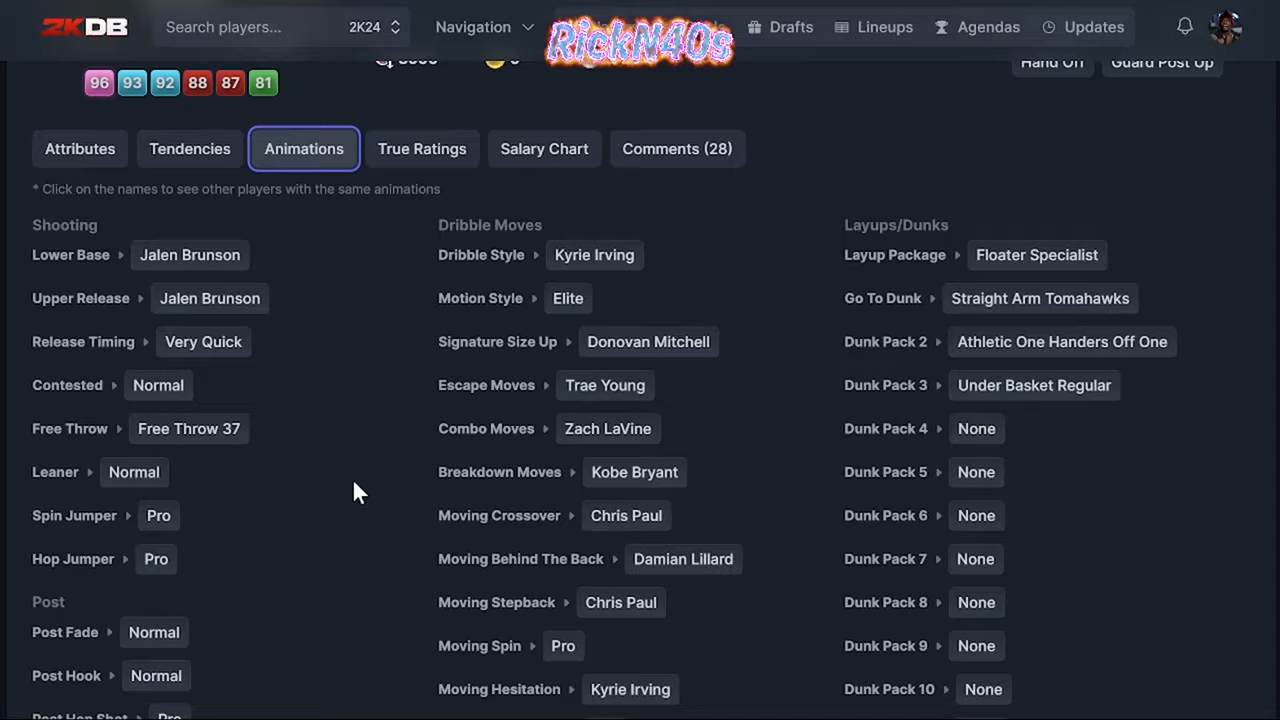 2KDB Search players... 2K24 Navigation Drafts Lineups Agendas Updates
RickN40s
Hand Off Guard Post Up
96 93 92 88 87 81
Attributes Tendencies Animations True Ratings Salary Chart Comments (28)
* Click on the names to see other players with the same animations
Shooting
Lower Base Jalen Brunson
Upper Release Jalen Brunson
Release Timing Very Quick
Contested Normal
Free Throw Free Throw 37
Leaner Normal
Spin Jumper Pro
Hop Jumper Pro
Post
Post Fade Normal
Post Hook Normal
Post Hop Shot Pro
Dribble Moves
Dribble Style Kyrie Irving
Motion Style Elite
Signature Size Up Donovan Mitchell
Escape Moves Trae Young
Combo Moves Zach LaVine
Breakdown Moves Kobe Bryant
Moving Crossover Chris Paul
Moving Behind The Back Damian Lillard
Moving Stepback Chris Paul
Moving Spin Pro
Moving Hesitation Kyrie Irving
Layups/Dunks
Layup Package Floater Specialist
Go To Dunk Straight Arm Tomahawks
Dunk Pack 2 Athletic One Handers Off One
Dunk Pack 3 Under Basket Regular
Dunk Pack 4 None
Dunk Pack 5 None
Dunk Pack 6 None
Dunk Pack 7 None
Dunk Pack 8 None
Dunk Pack 9 None
Dunk Pack 10 None